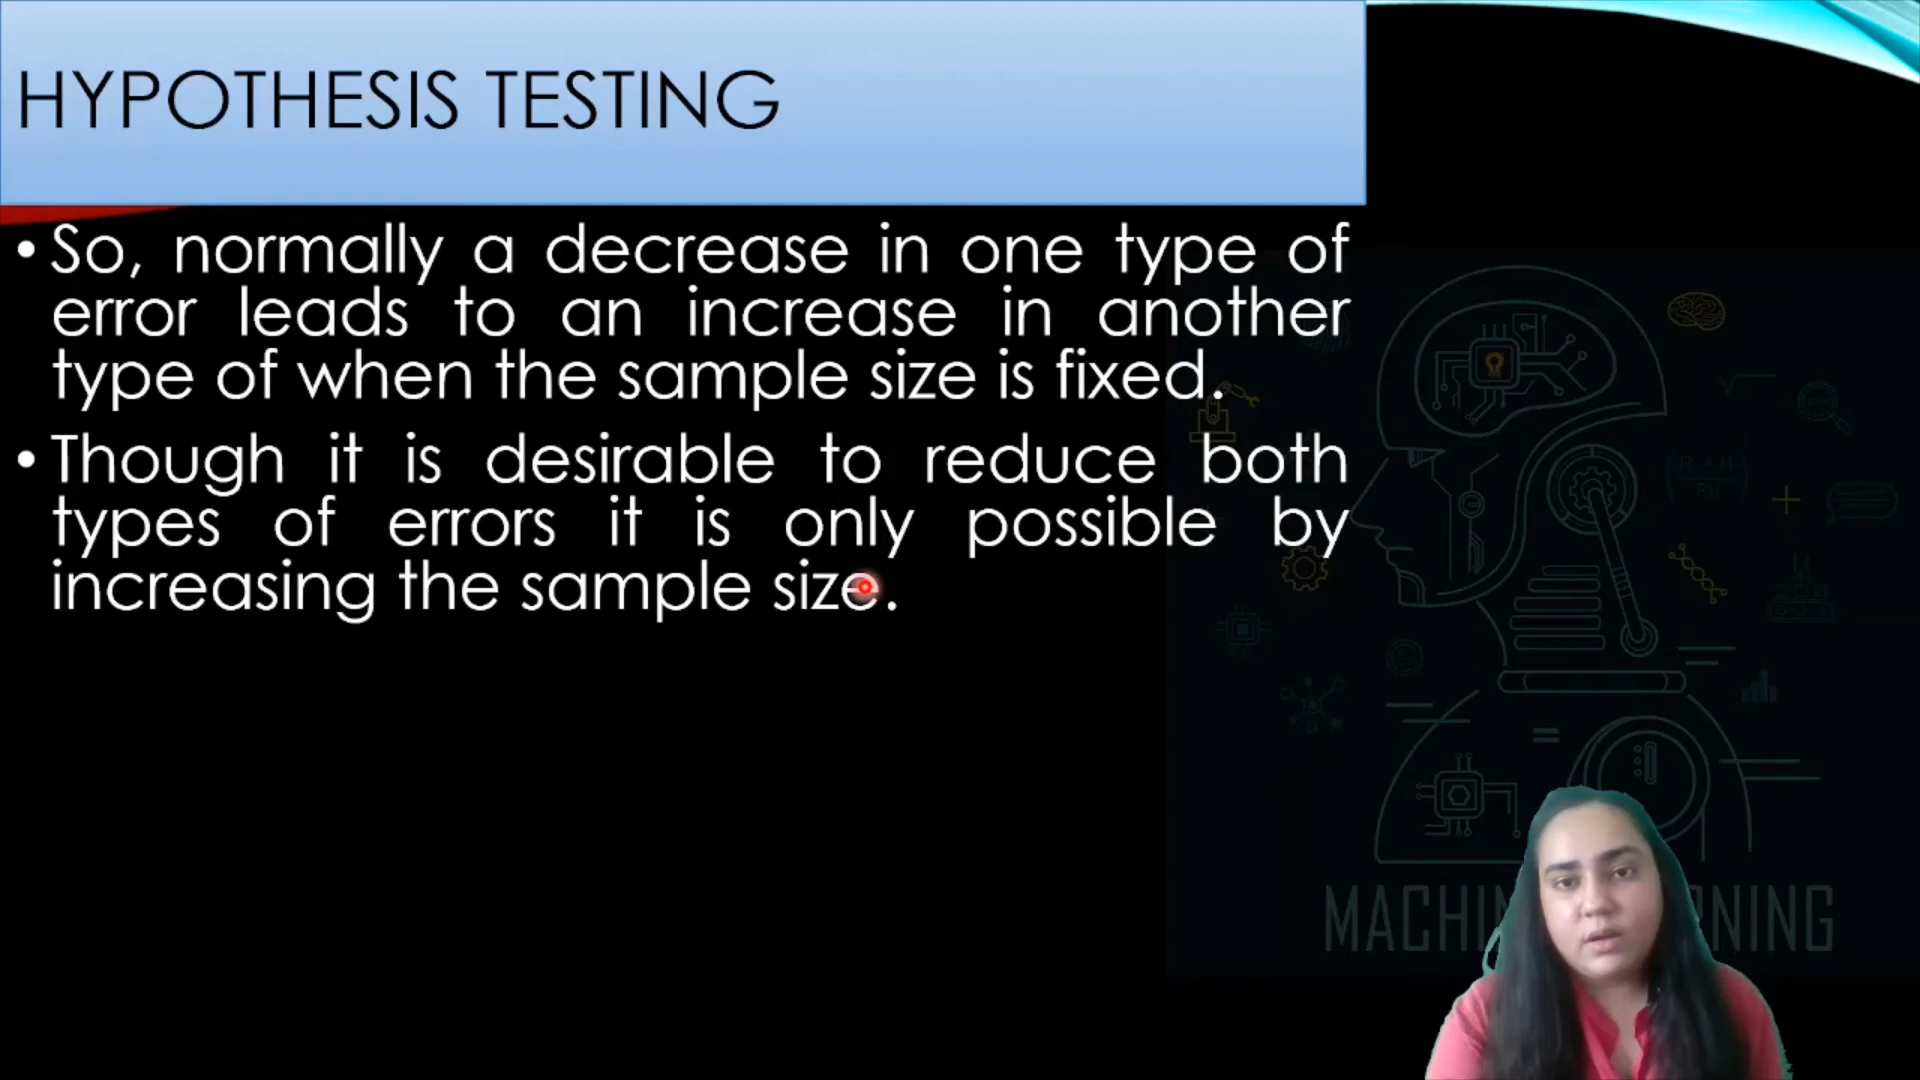 HYPOTHESIS TESTING
• So, normally a decrease in one type of
error leads to an increase in another
type of when the sample size is fixed.
• Though it is desirable to reduce both
types of errors it is only possible by
increasing the sample size.